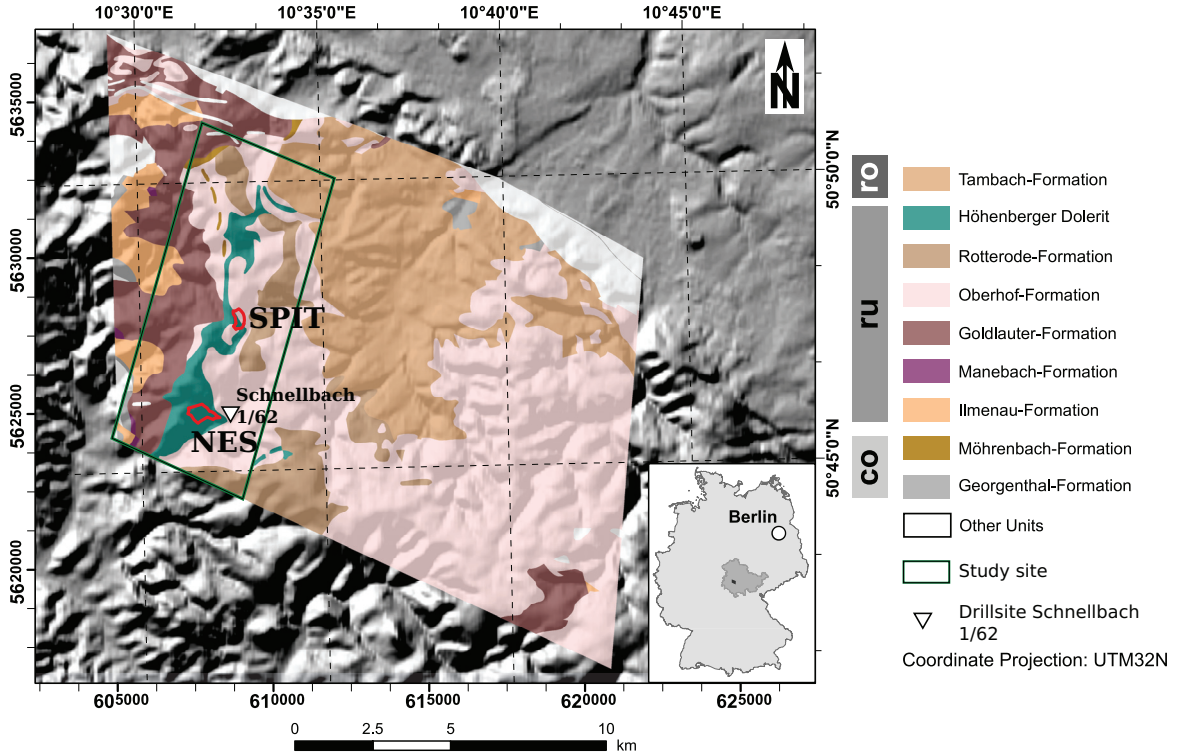 10°30'0"E
10°35'0"E
10°40'0"E
10°45'0"E
5635000
5630000
5625000
5620000
N
50°50'0"N
50°45'0"N
SPIT
Schnellbach
1/62
NES
Berlin
605000
610000
615000
620000
625000
0
2.5
5
10
km
ro
ru
co
Tambach-Formation
Höhenberger Dolerit
Rotterode-Formation
Oberhof-Formation
Goldlauter-Formation
Manebach-Formation
Ilmenau-Formation
Möhrenbach-Formation
Georgenthal-Formation
Other Units
Study site
Drillsite Schnellbach
1/62
Coordinate Projection: UTM32N